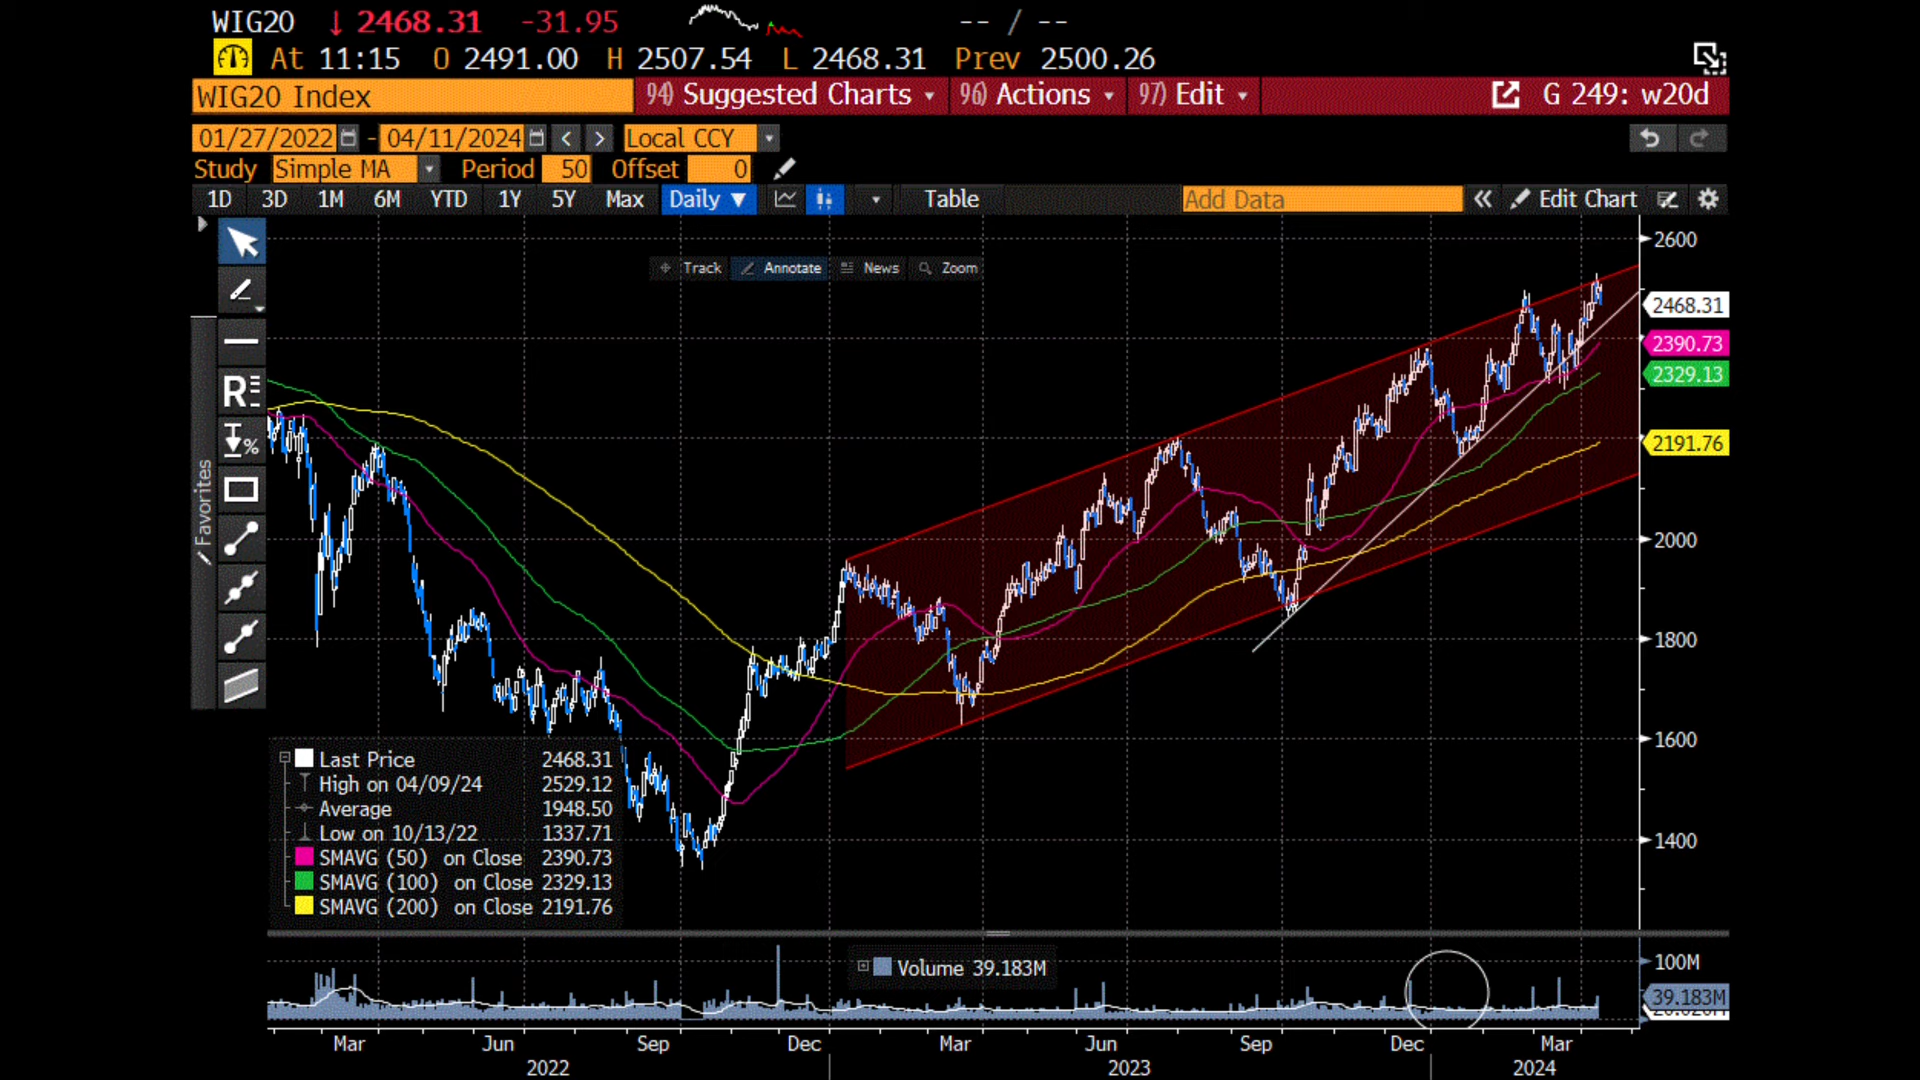 WIG20 ↓ 2468.31 -31.95 -- / --
At 11:15 O 2491.00 H 2507.54 L 2468.31 Prev 2500.26
WIG20 Index 94) Suggested Charts 96) Actions 97) Edit G 249: w20d
01/27/2022 - 04/11/2024 < > Local CCY
Study Simple MA Period 50 Offset 0
1D 3D 1M 6M YTD 1Y 5Y Max Daily ▼ Table Add Data « Edit Chart
Track Annotate News Zoom
Favorites
2600
2468.31
2390.73
2329.13
2191.76
2000
1800
1600
1400
Last Price 2468.31
High on 04/09/24 2529.12
Average 1948.50
Low on 10/13/22 1337.71
SMAVG (50) on Close 2390.73
SMAVG (100) on Close 2329.13
SMAVG (200) on Close 2191.76
Volume 39.183M
100M
39.183M
Mar Jun Sep Dec Mar Jun Sep Dec Mar
2022 2023 2024